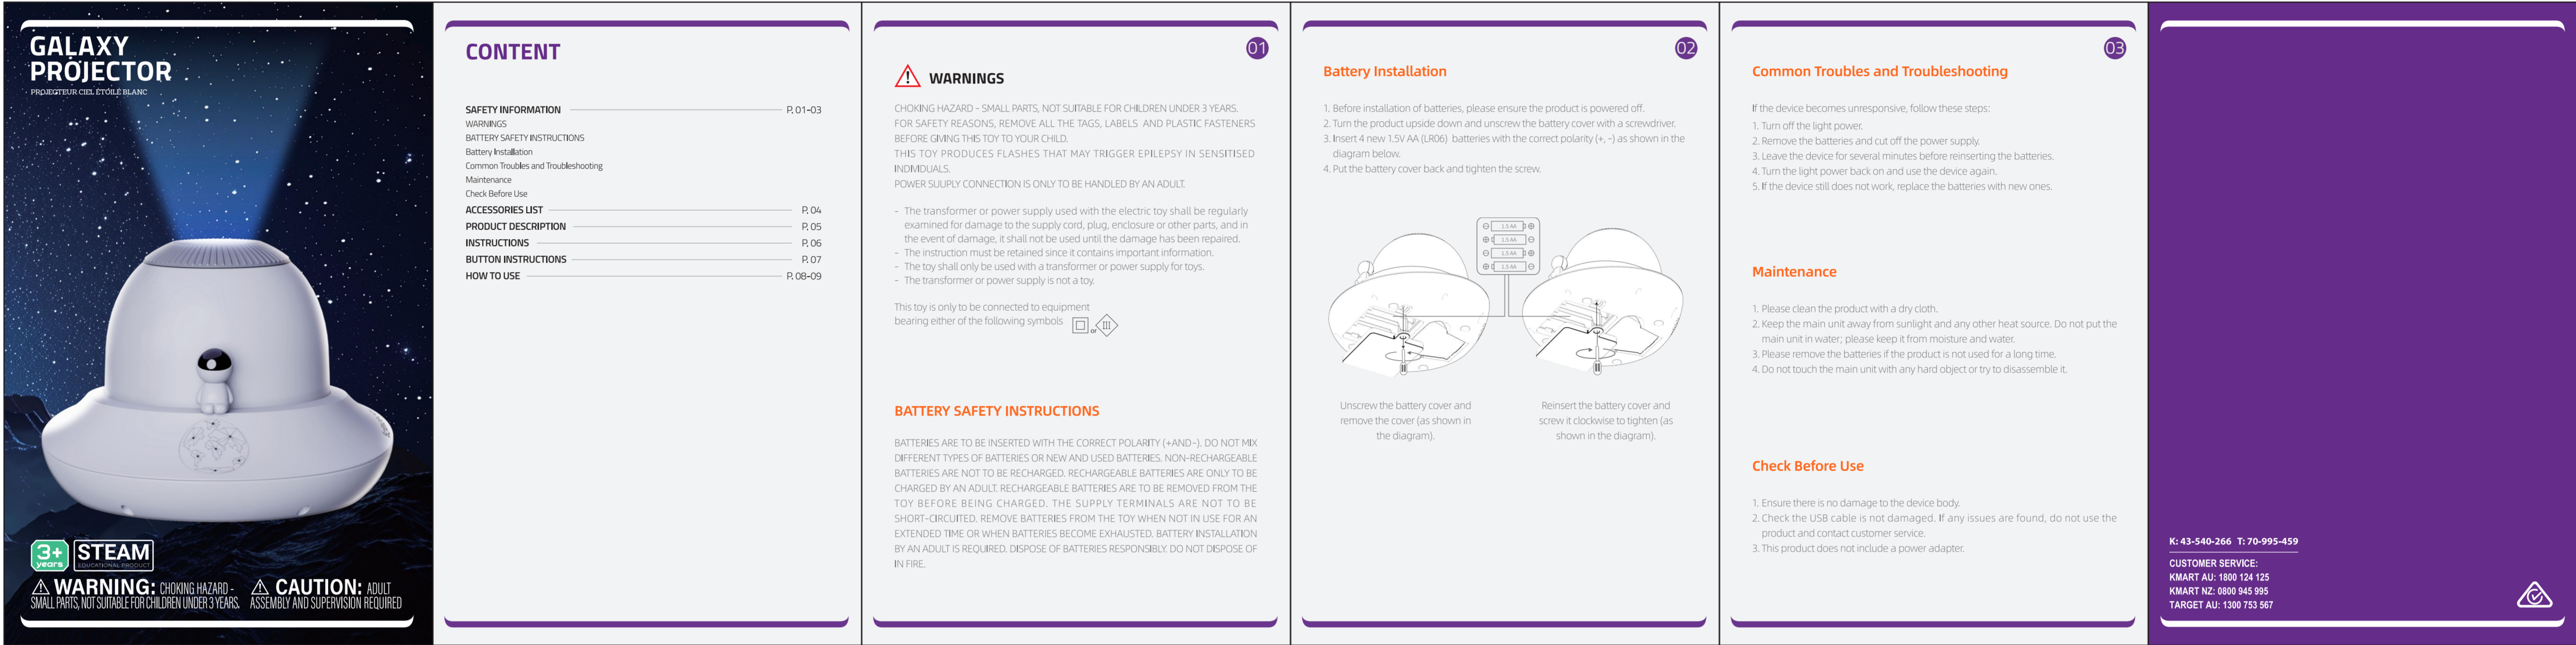 GALAXY
PROJECTOR
PROJECTEUR CIEL ÉTOILÉ BLANC
3+
years
STEAM
EDUCATIONAL PRODUCT
WARNING: CHOKING HAZARD -
SMALL PARTS, NOT SUITABLE FOR CHILDREN UNDER 3 YEARS.
CAUTION: ADULT
ASSEMBLY AND SUPERVISION REQUIRED
CONTENT
SAFETY INFORMATION P. 01-03
WARNINGS
BATTERY SAFETY INSTRUCTIONS
Battery Installation
Common Troubles and Troubleshooting
Maintenance
Check Before Use
ACCESSORIES LIST P. 04
PRODUCT DESCRIPTION P. 05
INSTRUCTIONS P. 06
BUTTON INSTRUCTIONS P. 07
HOW TO USE P. 08-09
01
WARNINGS
CHOKING HAZARD - SMALL PARTS, NOT SUITABLE FOR CHILDREN UNDER 3 YEARS.
FOR SAFETY REASONS, REMOVE ALL THE TAGS, LABELS AND PLASTIC FASTENERS
BEFORE GIVING THIS TOY TO YOUR CHILD.
THIS TOY PRODUCES FLASHES THAT MAY TRIGGER EPILEPSY IN SENSITISED
INDIVIDUALS.
POWER SUUPLY CONNECTION IS ONLY TO BE HANDLED BY AN ADULT.
- The transformer or power supply used with the electric toy shall be regularly
examined for damage to the supply cord, plug, enclosure or other parts, and in
the event of damage, it shall not be used until the damage has been repaired.
- The instruction must be retained since it contains important information.
- The toy shall only be used with a transformer or power supply for toys.
- The transformer or power supply is not a toy.
This toy is only to be connected to equipment
bearing either of the following symbols or III
BATTERY SAFETY INSTRUCTIONS
BATTERIES ARE TO BE INSERTED WITH THE CORRECT POLARITY (+AND-). DO NOT MIX
DIFFERENT TYPES OF BATTERIES OR NEW AND USED BATTERIES. NON-RECHARGEABLE
BATTERIES ARE NOT TO BE RECHARGED. RECHARGEABLE BATTERIES ARE ONLY TO BE
CHARGED BY AN ADULT. RECHARGEABLE BATTERIES ARE TO BE REMOVED FROM THE
TOY BEFORE BEING CHARGED. THE SUPPLY TERMINALS ARE NOT TO BE
SHORT-CIRCUITED. REMOVE BATTERIES FROM THE TOY WHEN NOT IN USE FOR AN
EXTENDED TIME OR WHEN BATTERIES BECOME EXHAUSTED. BATTERY INSTALLATION
BY AN ADULT IS REQUIRED. DISPOSE OF BATTERIES RESPONSIBLY. DO NOT DISPOSE OF
IN FIRE.
02
Battery Installation
1. Before installation of batteries, please ensure the product is powered off.
2. Turn the product upside down and unscrew the battery cover with a screwdriver.
3. Insert 4 new 1.5V AA (LR06) batteries with the correct polarity (+, -) as shown in the
diagram below.
4. Put the battery cover back and tighten the screw.
1.5 AA
1.5 AA
1.5 AA
1.5 AA
Unscrew the battery cover and
remove the cover (as shown in
the diagram).
Reinsert the battery cover and
screw it clockwise to tighten (as
shown in the diagram).
03
Common Troubles and Troubleshooting
If the device becomes unresponsive, follow these steps:
1. Turn off the light power.
2. Remove the batteries and cut off the power supply.
3. Leave the device for several minutes before reinserting the batteries.
4. Turn the light power back on and use the device again.
5. If the device still does not work, replace the batteries with new ones.
Maintenance
1. Please clean the product with a dry cloth.
2. Keep the main unit away from sunlight and any other heat source. Do not put the
main unit in water; please keep it from moisture and water.
3. Please remove the batteries if the product is not used for a long time.
4. Do not touch the main unit with any hard object or try to disassemble it.
Check Before Use
1. Ensure there is no damage to the device body.
2. Check the USB cable is not damaged. If any issues are found, do not use the
product and contact customer service.
3. This product does not include a power adapter.
K: 43-540-266 T: 70-995-459
CUSTOMER SERVICE:
KMART AU: 1800 124 125
KMART NZ: 0800 945 995
TARGET AU: 1300 753 567